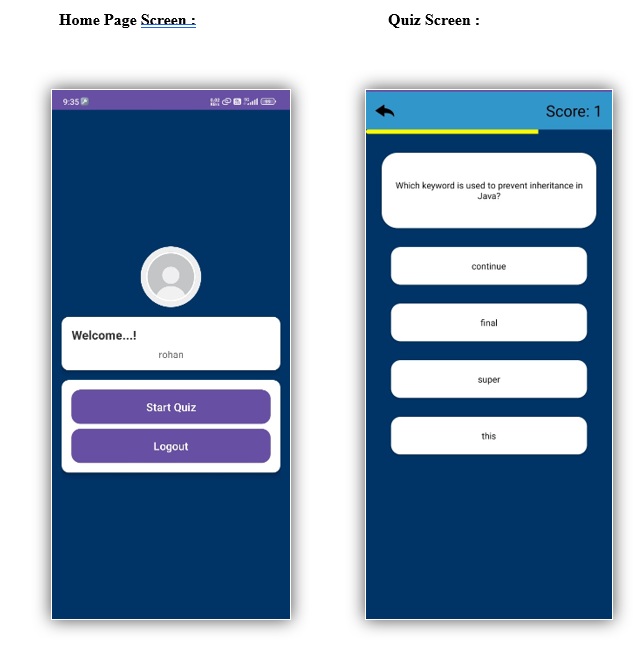 Home Page Screen :
Quiz Screen :
9:35
Score: 1
Which keyword is used to prevent inheritance in
Java?
continue
final
super
this
Welcome...!
rohan
Start Quiz
Logout